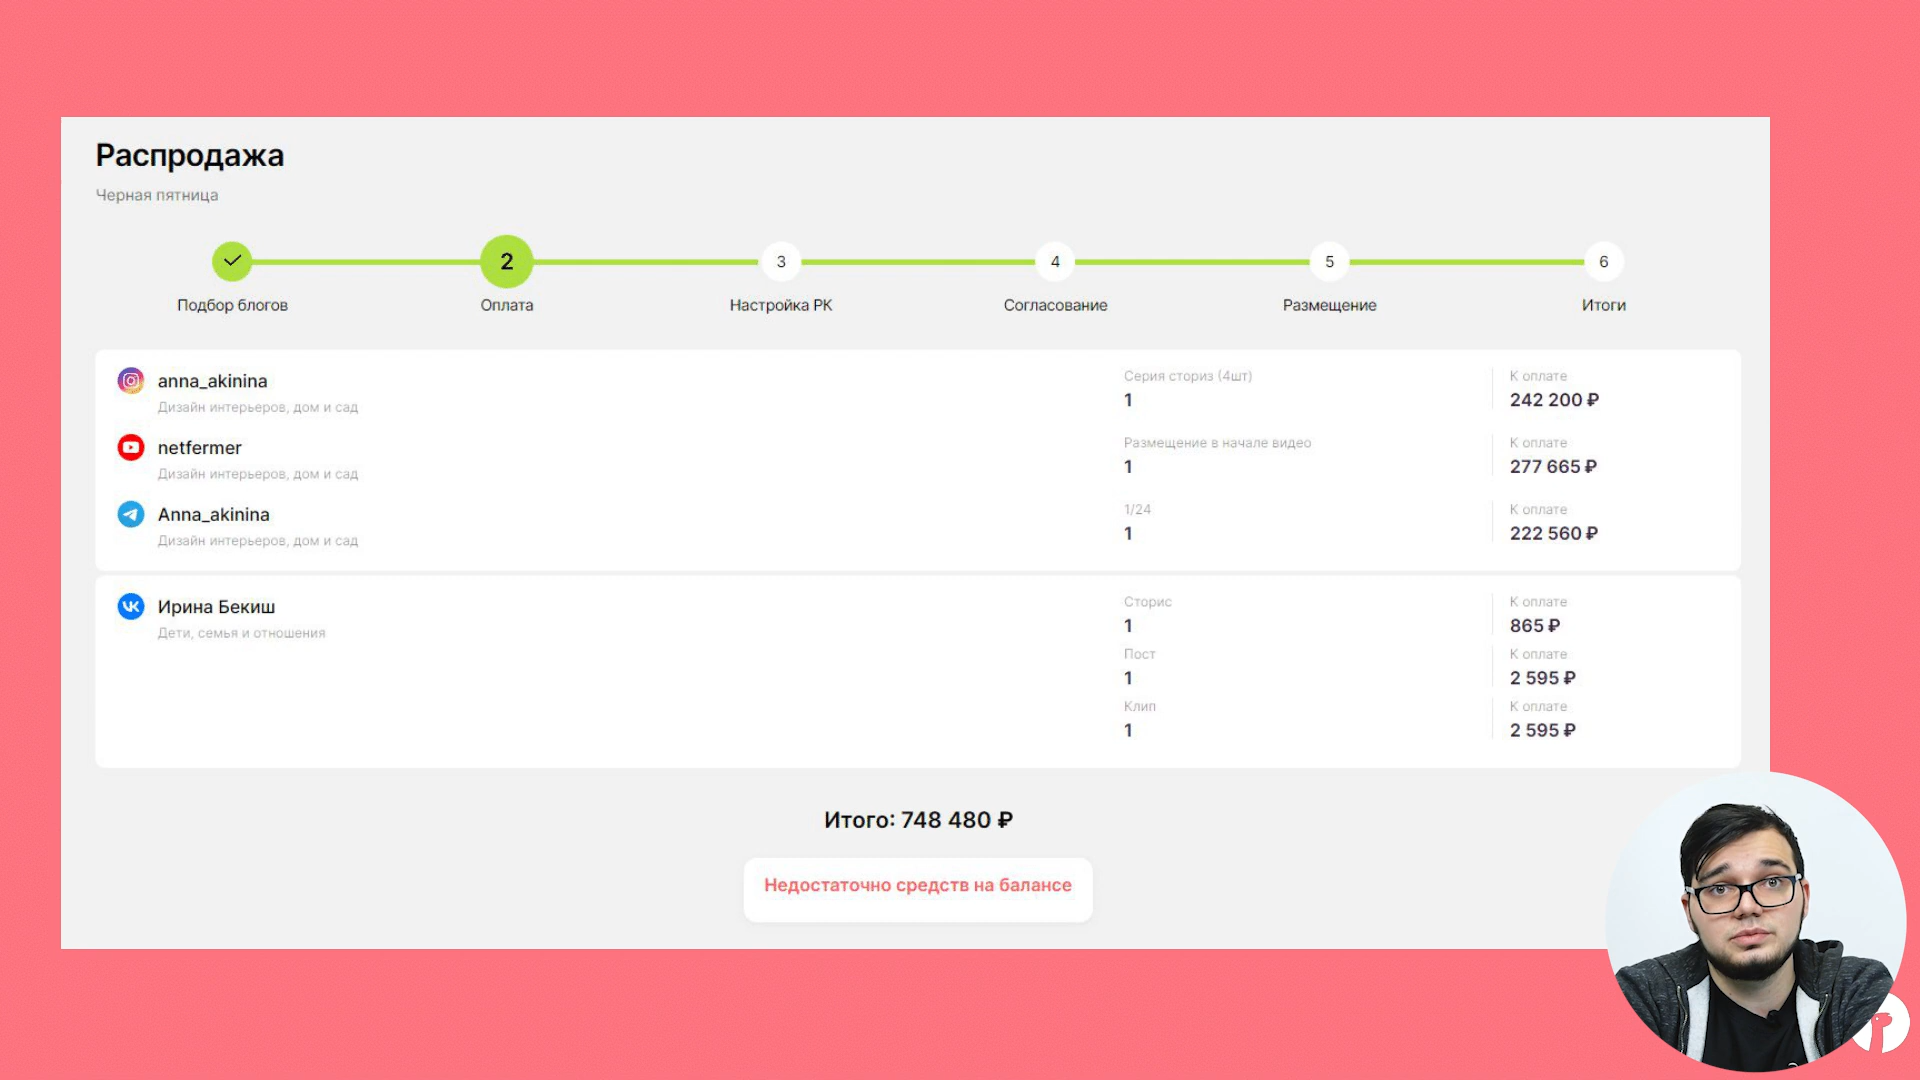 Распродажа
Черная пятница
2
3
4
5
6
Подбор блогов
Оплата
Настройка РК
Согласование
Размещение
Итоги
anna_akinina
Дизайн интерьеров, дом и сад
Серия сториз (4шт)
1
К оплате
242 200 ₽
netfermer
Дизайн интерьеров, дом и сад
Размещение в начале видео
1
К оплате
277 665 ₽
Anna_akinina
Дизайн интерьеров, дом и сад
1/24
1
К оплате
222 560 ₽
Ирина Бекиш
Дети, семья и отношения
Сторис
1
К оплате
865 ₽
Пост
1
К оплате
2 595 ₽
Клип
1
К оплате
2 595 ₽
Итого: 748 480 ₽
Недостаточно средств на балансе